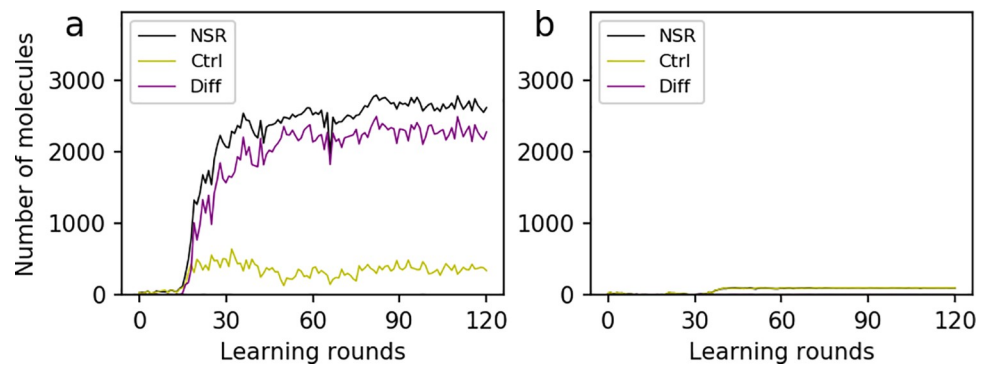 a
NSR
Ctrl
Diff
Number of molecules
3000
2000
1000
0
0 30 60 90 120
Learning rounds
b
NSR
Ctrl
Diff
3000
2000
1000
0
0 30 60 90 120
Learning rounds